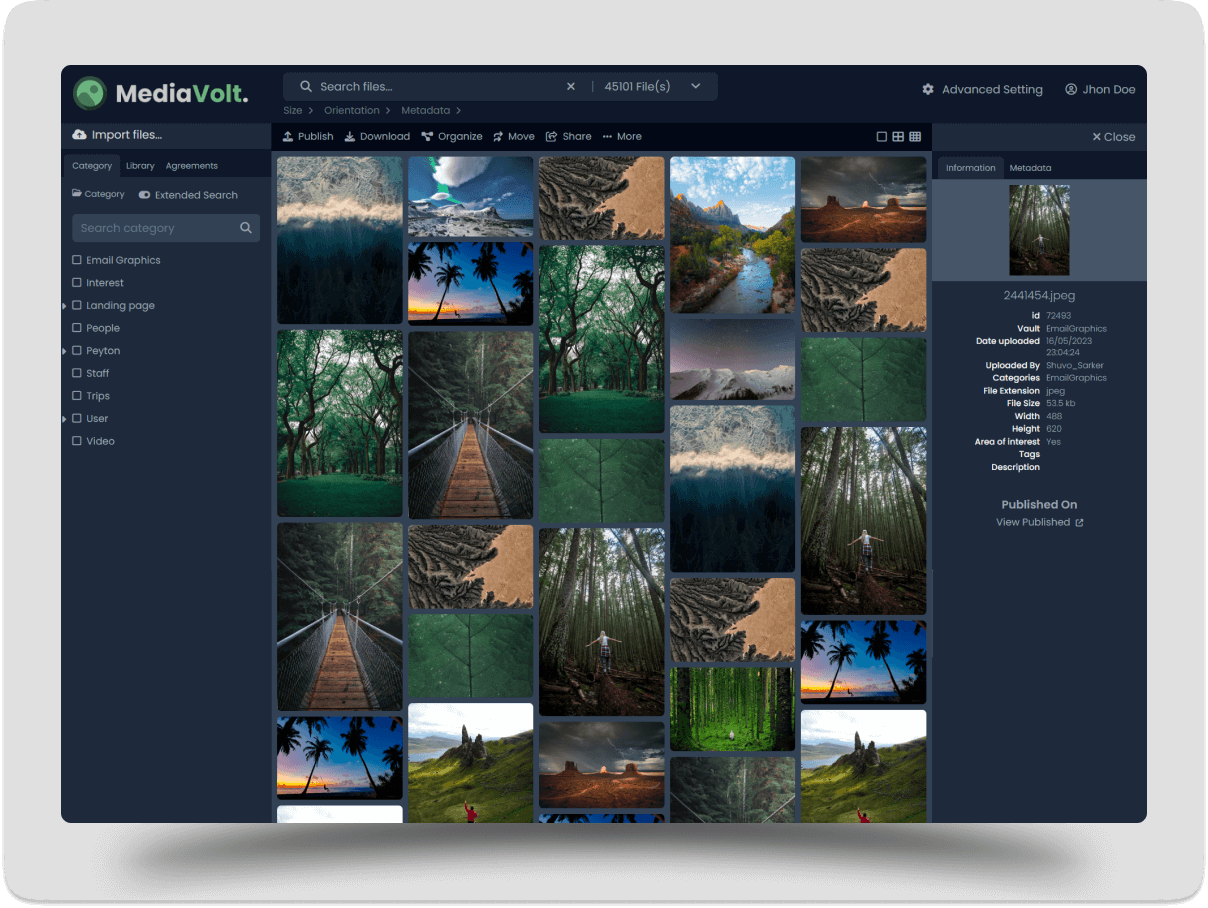 MediaVolt.
Search files...
45101 File(s)
Advanced Setting
Jhon Doe
Size
Orientation
Metadata
Import files...
Publish
Download
Organize
Move
Share
More
Close
Category
Library
Agreements
Category
Extended Search
Search category
Email Graphics
Interest
Landing page
People
Peyton
Staff
Trips
User
Video
Information
Metadata
2441454.jpeg
id 72493
Vault EmailGraphics
Date uploaded 16/05/2023
23:04:24
Uploaded By Shuvo_Sarker
Categories EmailGraphics
File Extension jpeg
File Size 53.5 kb
Width 488
Height 620
Area of interest Yes
Tags
Description
Published On
View Published